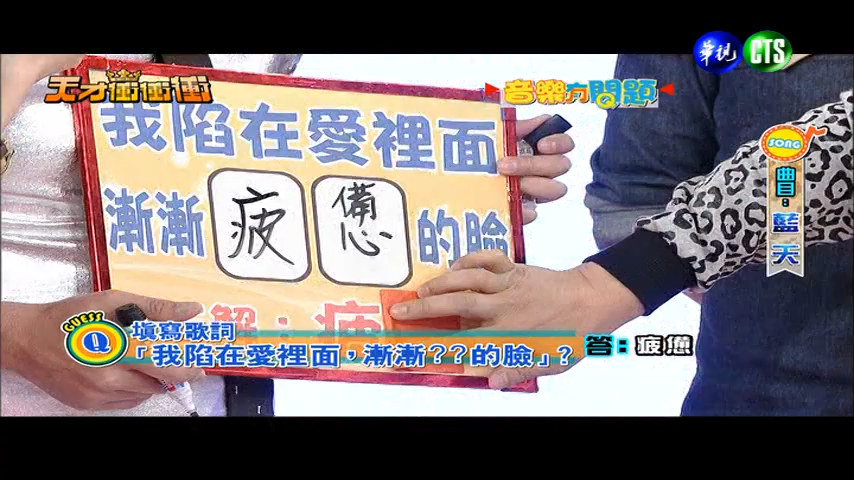 天才衝衝衝
音樂方問題
華視 CTS
SONG
曲：藍天
我陷在愛裡面
漸漸疲憊的臉
解：疲
GUESS
Q
填寫歌詞
「我陷在愛裡面，漸漸？？的臉」？
答：疲憊